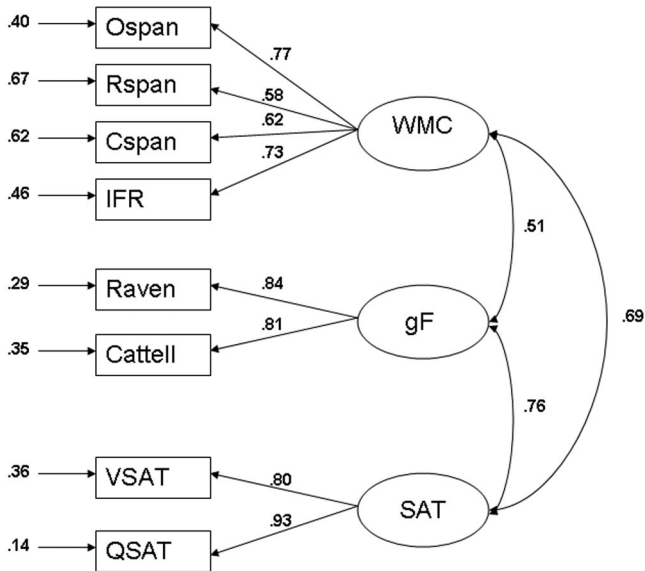 .40
Ospan
.77
.67
Rspan
.58
.62
Cspan
.62
WMC
.73
.46
IFR
.51
.29
Raven
.84
gF
.69
.81
.35
Cattell
.76
.36
VSAT
.80
SAT
.93
.14
QSAT